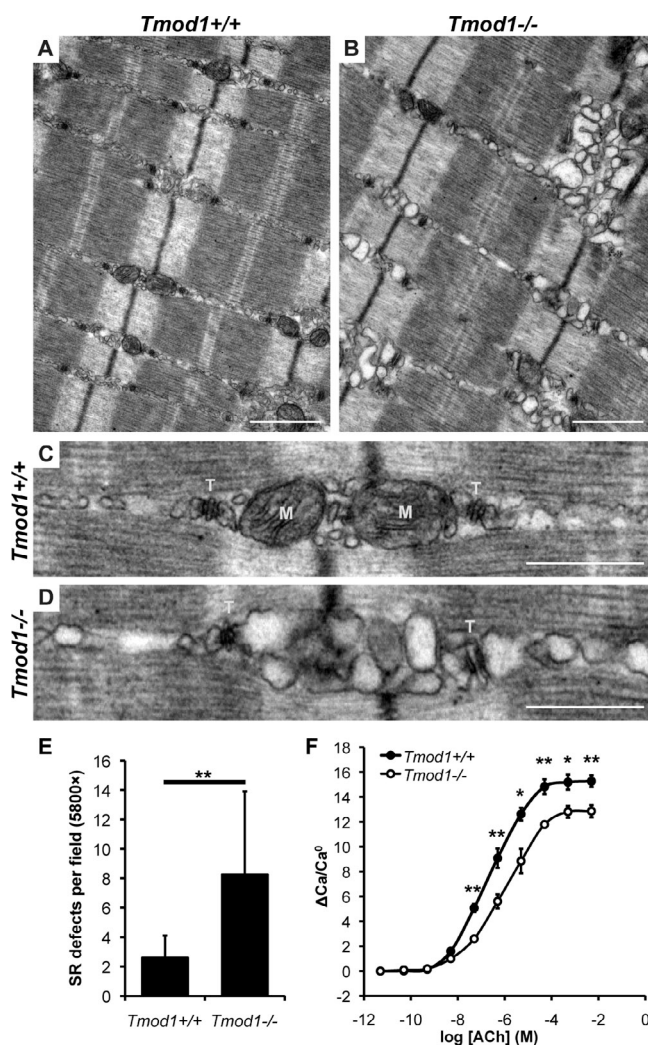 Tmod1+/+
Tmod1-/-
A
B
C
Tmod1+/+
T
M
M
T
D
Tmod1-/-
T
T
E
SR defects per field (5800×)
16
14
12
10
8
6
4
2
0
**
Tmod1+/+
Tmod1-/-
F
ΔCa/Ca⁰
18
16
14
12
10
8
6
4
2
0
-2
Tmod1+/+
Tmod1-/-
** ** * ** * **
-12 -10 -8 -6 -4 -2 0
log [ACh] (M)